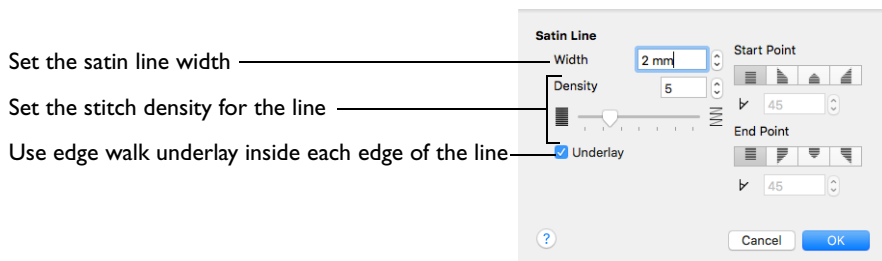 Satin Line
Set the satin line width
Width
2 mm
Start Point
Set the stitch density for the line
Density
5
45
End Point
Use edge walk underlay inside each edge of the line
Underlay
45
?
Cancel
OK